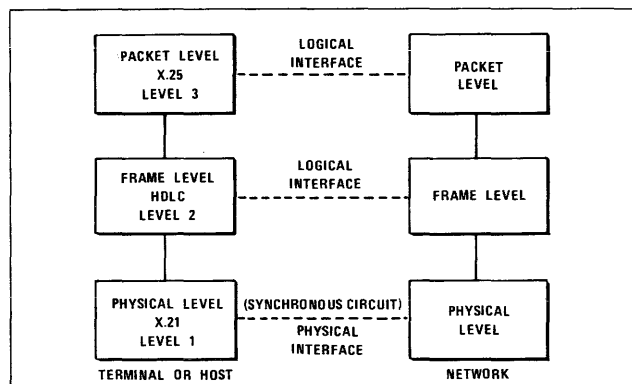 PACKET LEVEL
X.25
LEVEL 3
LOGICAL
INTERFACE
PACKET
LEVEL
FRAME LEVEL
HDLC
LEVEL 2
LOGICAL
INTERFACE
FRAME LEVEL
PHYSICAL LEVEL
X.21
LEVEL 1
(SYNCHRONOUS CIRCUIT)
PHYSICAL
INTERFACE
PHYSICAL
LEVEL
TERMINAL OR HOST
NETWORK